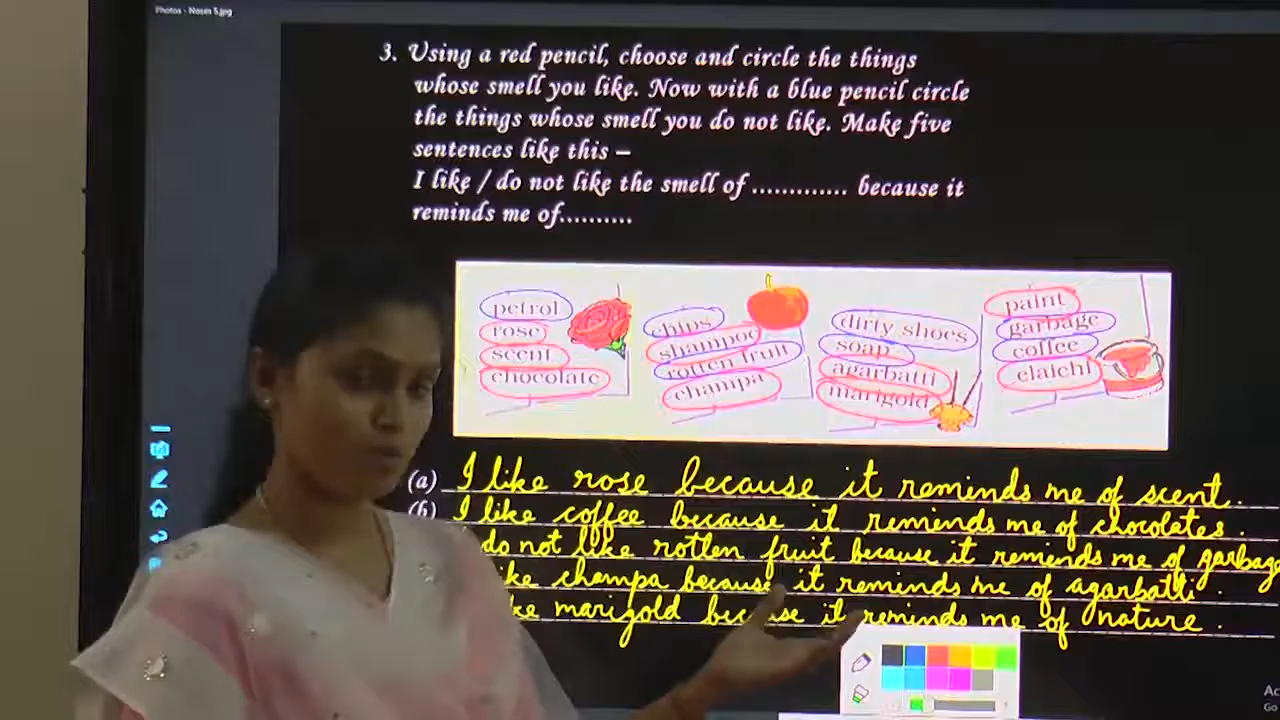 Photos - Noses 5.jpg
3. Using a red pencil, choose and circle the things
whose smell you like. Now with a blue pencil circle
the things whose smell you do not like. Make five
sentences like this –
I like / do not like the smell of ............. because it
reminds me of..........
petrol
rose
scent
chocolate
chips
shampoo
rotten fruit
champa
dirty shoes
soap
agarbatti
marigold
paint
garbage
coffee
elaichi
(a) I like rose because it reminds me of scent.
(b) I like coffee because it reminds me of chocolates.
do not like rotten fruit because it reminds me of garbage
champa because it reminds me of agarbatti.
marigold because it reminds me of nature.